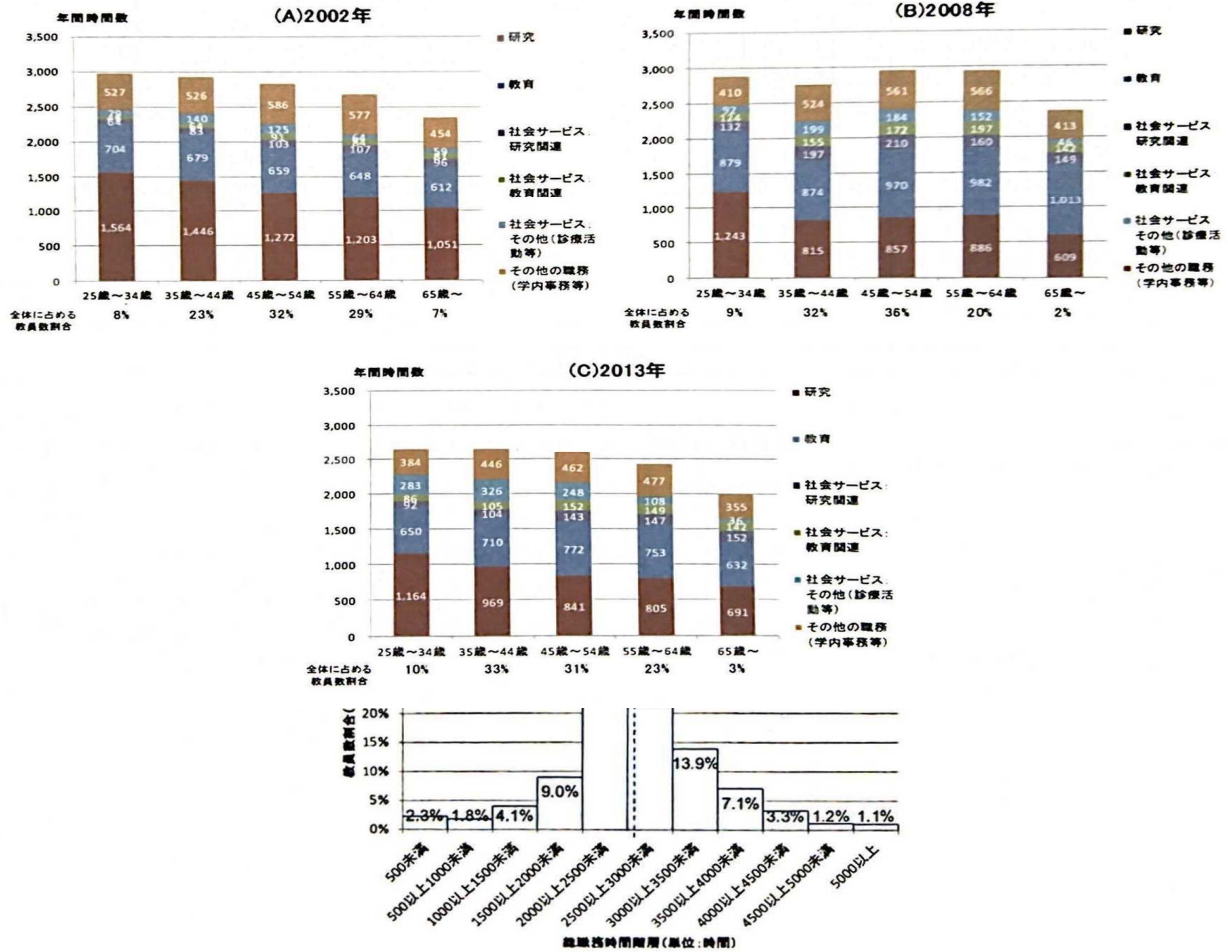 (A)2002年
年間時間数
3,500
3,000
2,500
2,000
1,500
1,000
500
0
527 526 586 577 454
140 125 64 59
64 83 103 107 96
704 679 659 648 612
1,564 1,446 1,272 1,203 1,051
25歳～34歳 35歳～44歳 45歳～54歳 55歳～64歳 65歳～
全体に占める
教員数割合
8% 23% 32% 29% 7%
研究
教育
社会サービス:
研究関連
社会サービス:
教育関連
社会サービス:
その他(診療活
動等)
その他の職務
(学内事務等)
(B)2008年
年間時間数
3,500
3,000
2,500
2,000
1,500
1,000
500
0
410 524 561 566 413
92 199 184 152
124 155 172 197 142
132 197 210 160 149
879 874 970 982 1,013
1,243 815 857 886 609
25歳～34歳 35歳～44歳 45歳～54歳 55歳～64歳 65歳～
全体に占める
教員数割合
9% 32% 36% 20% 2%
研究
教育
社会サービス:
研究関連
社会サービス:
教育関連
社会サービス
その他(診療活
動等)
その他の職務
(学内事務等)
(C)2013年
年間時間数
3,500
3,000
2,500
2,000
1,500
1,000
500
0
384 446 462 477 355
283 326 248 108 36
86 105 152 149 142
92 104 143 147 152
650 710 772 753 632
1,164 969 841 805 691
25歳～34歳 35歳～44歳 45歳～54歳 55歳～64歳 65歳～
全体に占める
教員数割合
10% 33% 31% 23% 3%
研究
教育
社会サービス:
研究関連
社会サービス:
教育関連
社会サービス:
その他(診療活
動等)
その他の職務
(学内事務等)
教員数割合(
20%
15%
10%
5%
0%
2.3% 1.8% 4.1% 9.0% 13.9% 7.1% 3.3% 1.2% 1.1%
500未満
500以上1000未満
1000以上1500未満
1500以上2000未満
2000以上2500未満
2500以上3000未満
3000以上3500未満
3500以上4000未満
4000以上4500未満
4500以上5000未満
5000以上
総職務時間階層(単位:時間)